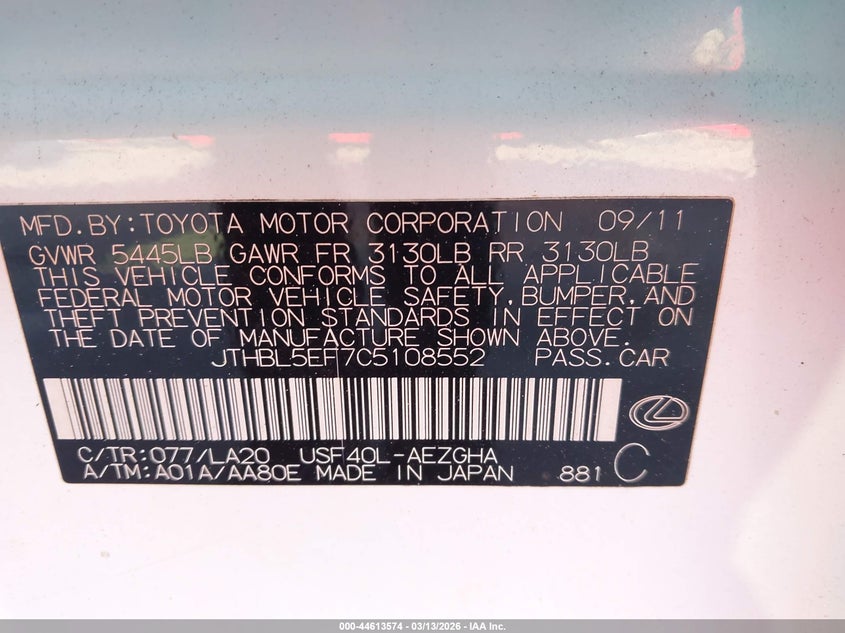 MFD.BY:TOYOTA MOTOR CORPORATION 09/11
GVWR 5445LB GAWR FR 3130LB RR 3130LB
THIS VEHICLE CONFORMS TO ALL APPLICABLE
FEDERAL MOTOR VEHICLE SAFETY,BUMPER,AND
THEFT PREVENTION STANDARDS IN EFFECT ON
THE DATE OF MANUFACTURE SHOWN ABOVE.
JTHBL5EF7C5108552 PASS.CAR
C/TR:077/LA20 USF40L-AEZGHA
A/TM:A01A/AA80E MADE IN JAPAN 881 C
000-44613574 | 03/13/2026 - IAA Inc.